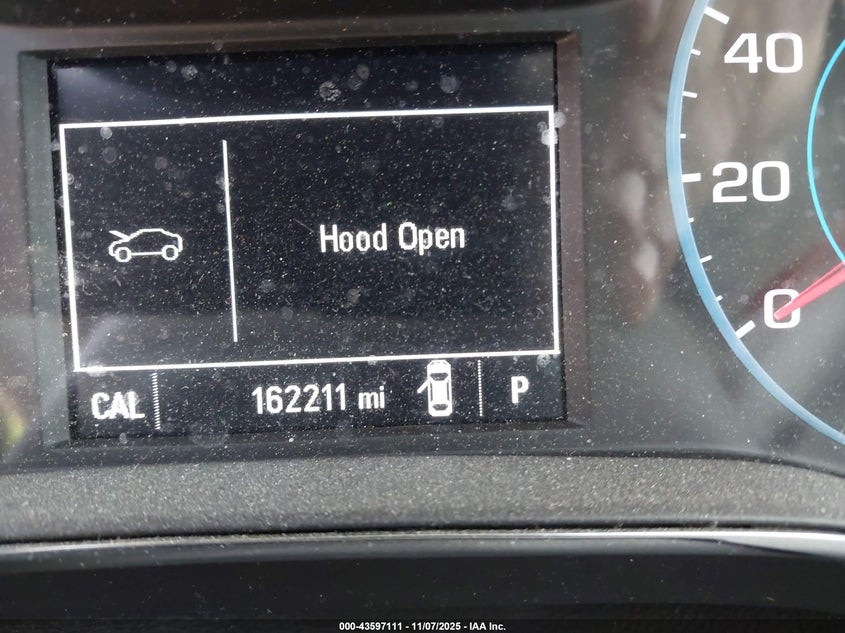 40
20
0
Hood Open
CAL 162211 mi P
000-43597111 - 11/07/2025 - IAA Inc.